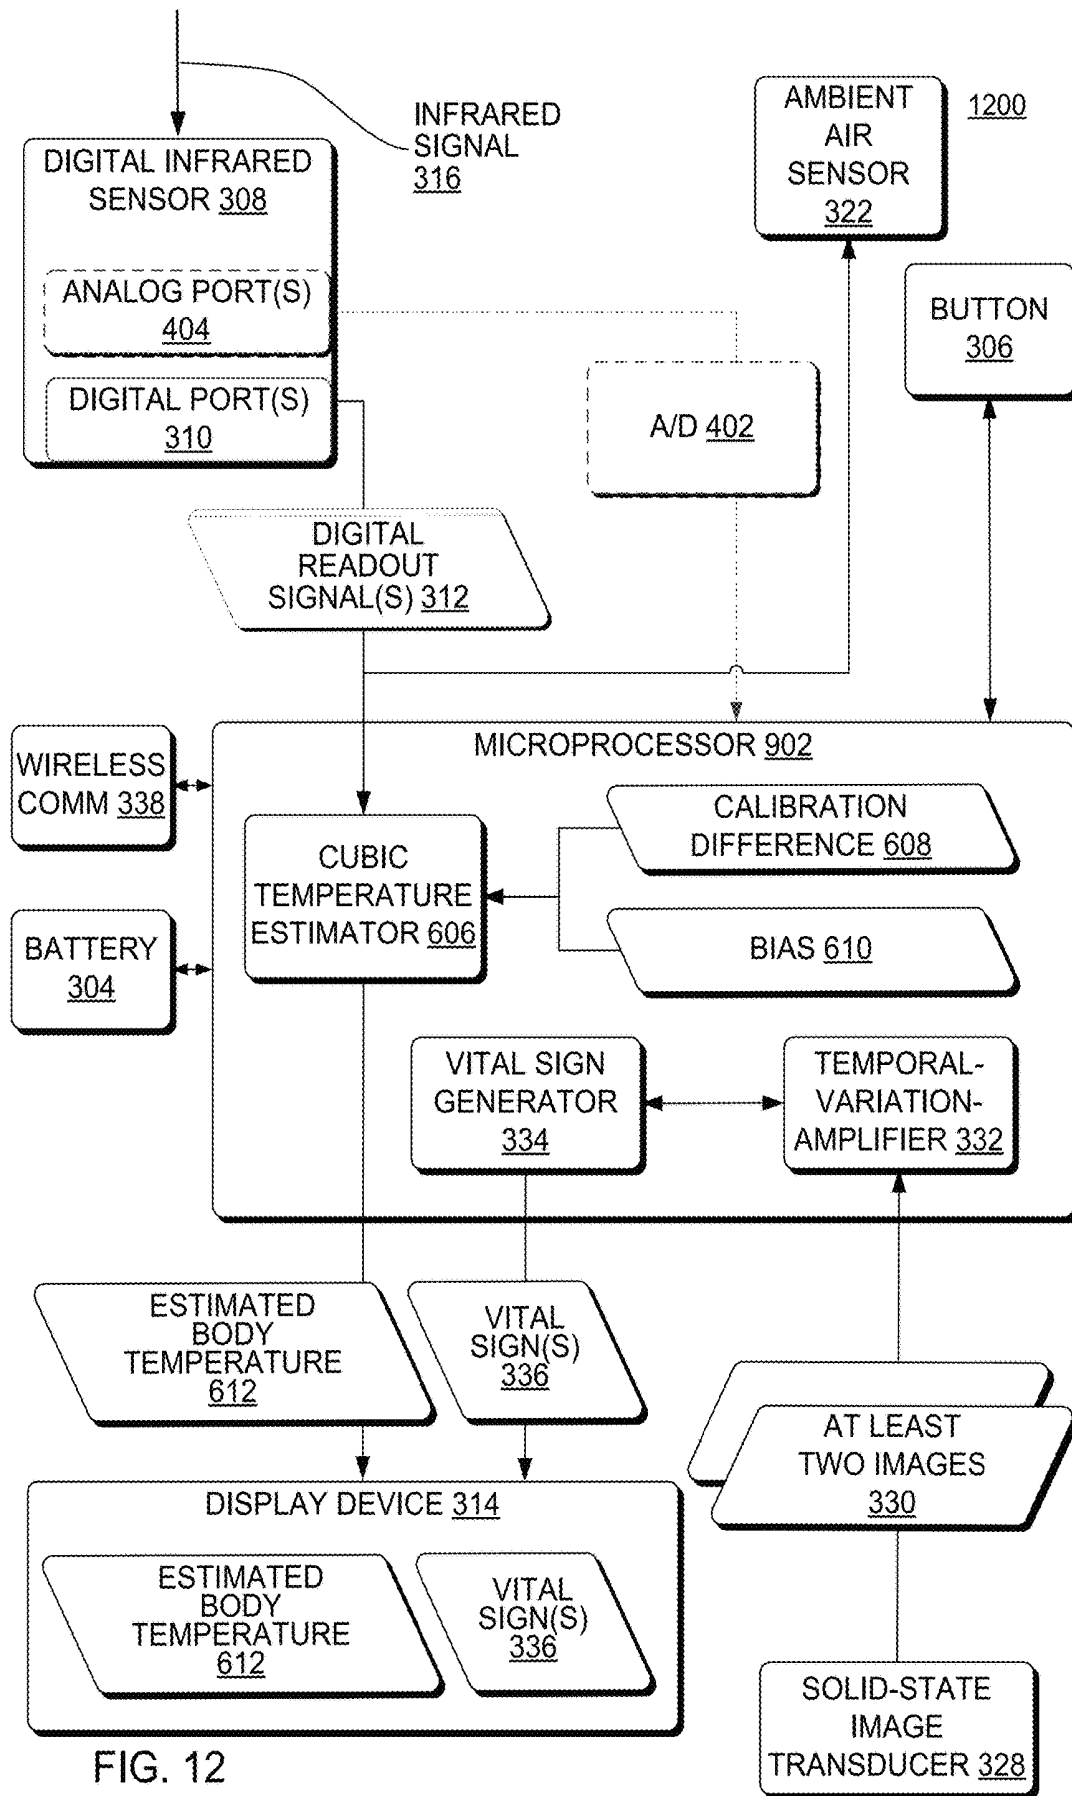 INFRARED
SIGNAL
316
AMBIENT
AIR
SENSOR
322
1200
DIGITAL INFRARED
SENSOR 308
ANALOG PORT(S)
404
DIGITAL PORT(S)
310
A/D 402
BUTTON
306
DIGITAL
READOUT
SIGNAL(S) 312
MICROPROCESSOR 902
WIRELESS
COMM 338
BATTERY
304
CUBIC
TEMPERATURE
ESTIMATOR 606
CALIBRATION
DIFFERENCE 608
BIAS 610
VITAL SIGN
GENERATOR
334
TEMPORAL-
VARIATION-
AMPLIFIER 332
ESTIMATED
BODY
TEMPERATURE
612
VITAL
SIGN(S)
336
AT LEAST
TWO IMAGES
330
DISPLAY DEVICE 314
ESTIMATED
BODY
TEMPERATURE
612
VITAL
SIGN(S)
336
SOLID-STATE
IMAGE
TRANSDUCER 328
FIG. 12